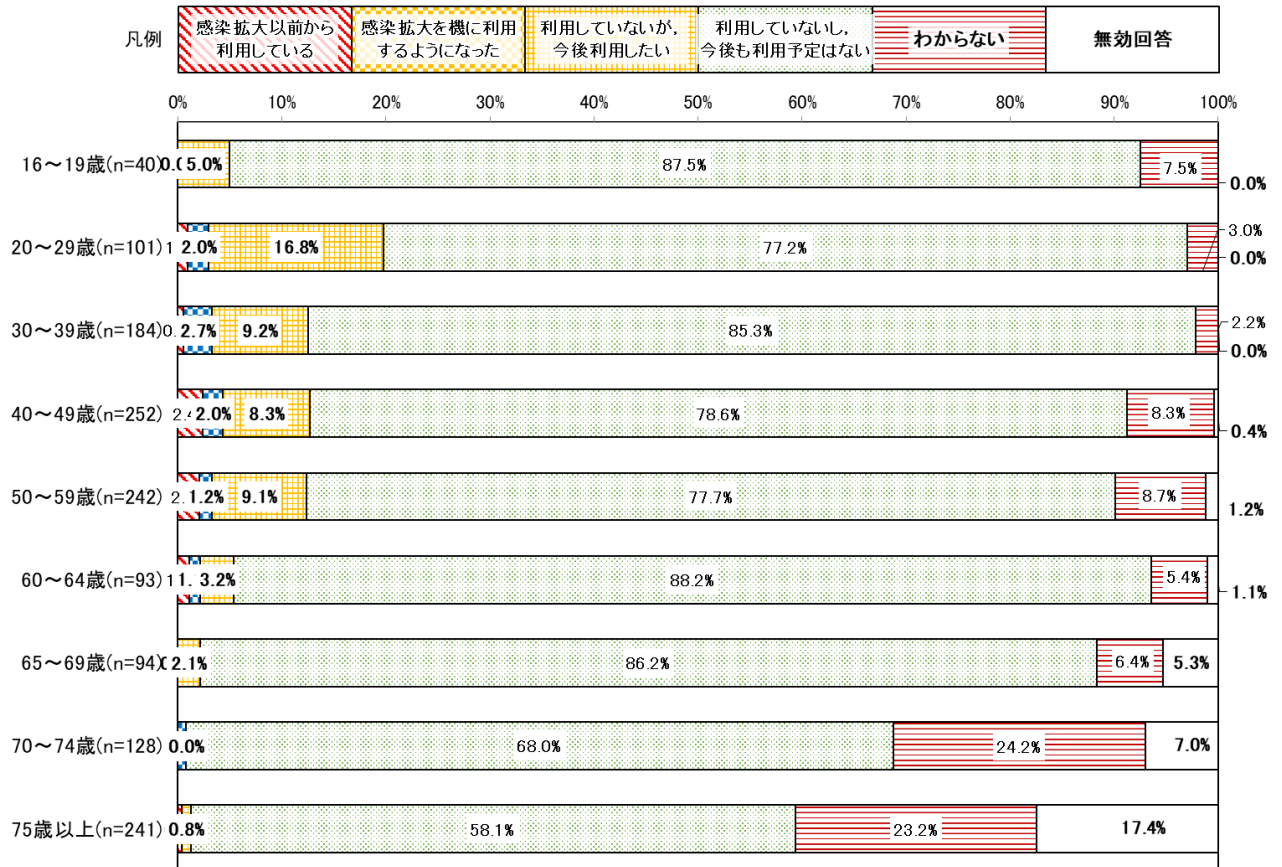 凡例
感染拡大以前から
利用している
感染拡大を機に利用
するようになった
利用していないが,
今後利用したい
利用していないし,
今後も利用予定はない
わからない
無効回答
0% 10% 20% 30% 40% 50% 60% 70% 80% 90% 100%
16～19歳(n=40) 5.0% 87.5% 7.5% 0.0%
20～29歳(n=101) 2.0% 16.8% 77.2% 3.0% 0.0%
30～39歳(n=184) 2.7% 9.2% 85.3% 2.2% 0.0%
40～49歳(n=252) 2.0% 8.3% 78.6% 8.3% 0.4%
50～59歳(n=242) 1.2% 9.1% 77.7% 8.7% 1.2%
60～64歳(n=93) 3.2% 88.2% 5.4% 1.1%
65～69歳(n=94) 2.1% 86.2% 6.4% 5.3%
70～74歳(n=128) 0.0% 68.0% 24.2% 7.0%
75歳以上(n=241) 0.8% 58.1% 23.2% 17.4%